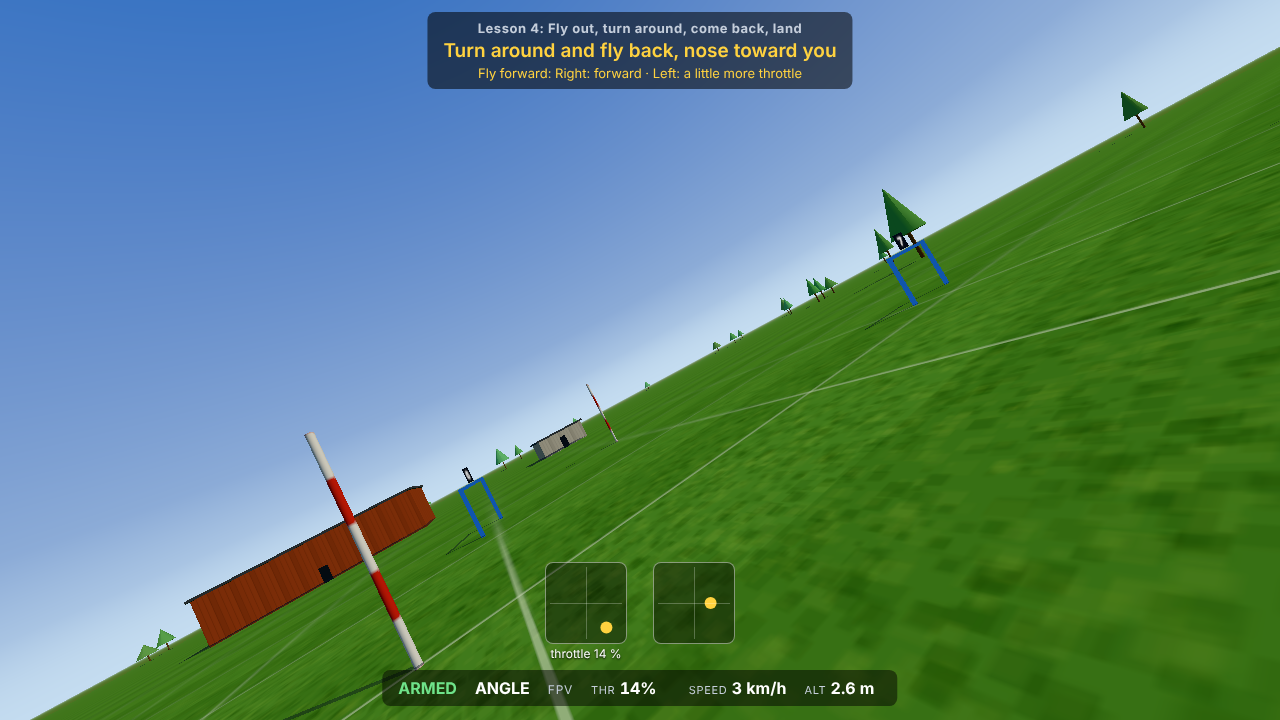 Lesson 4: Fly out, turn around, come back, land
Turn around and fly back, nose toward you
Fly forward: Right: forward · Left: a little more throttle
throttle 14 %
ARMED ANGLE FPV THR 14% SPEED 3 km/h ALT 2.6 m